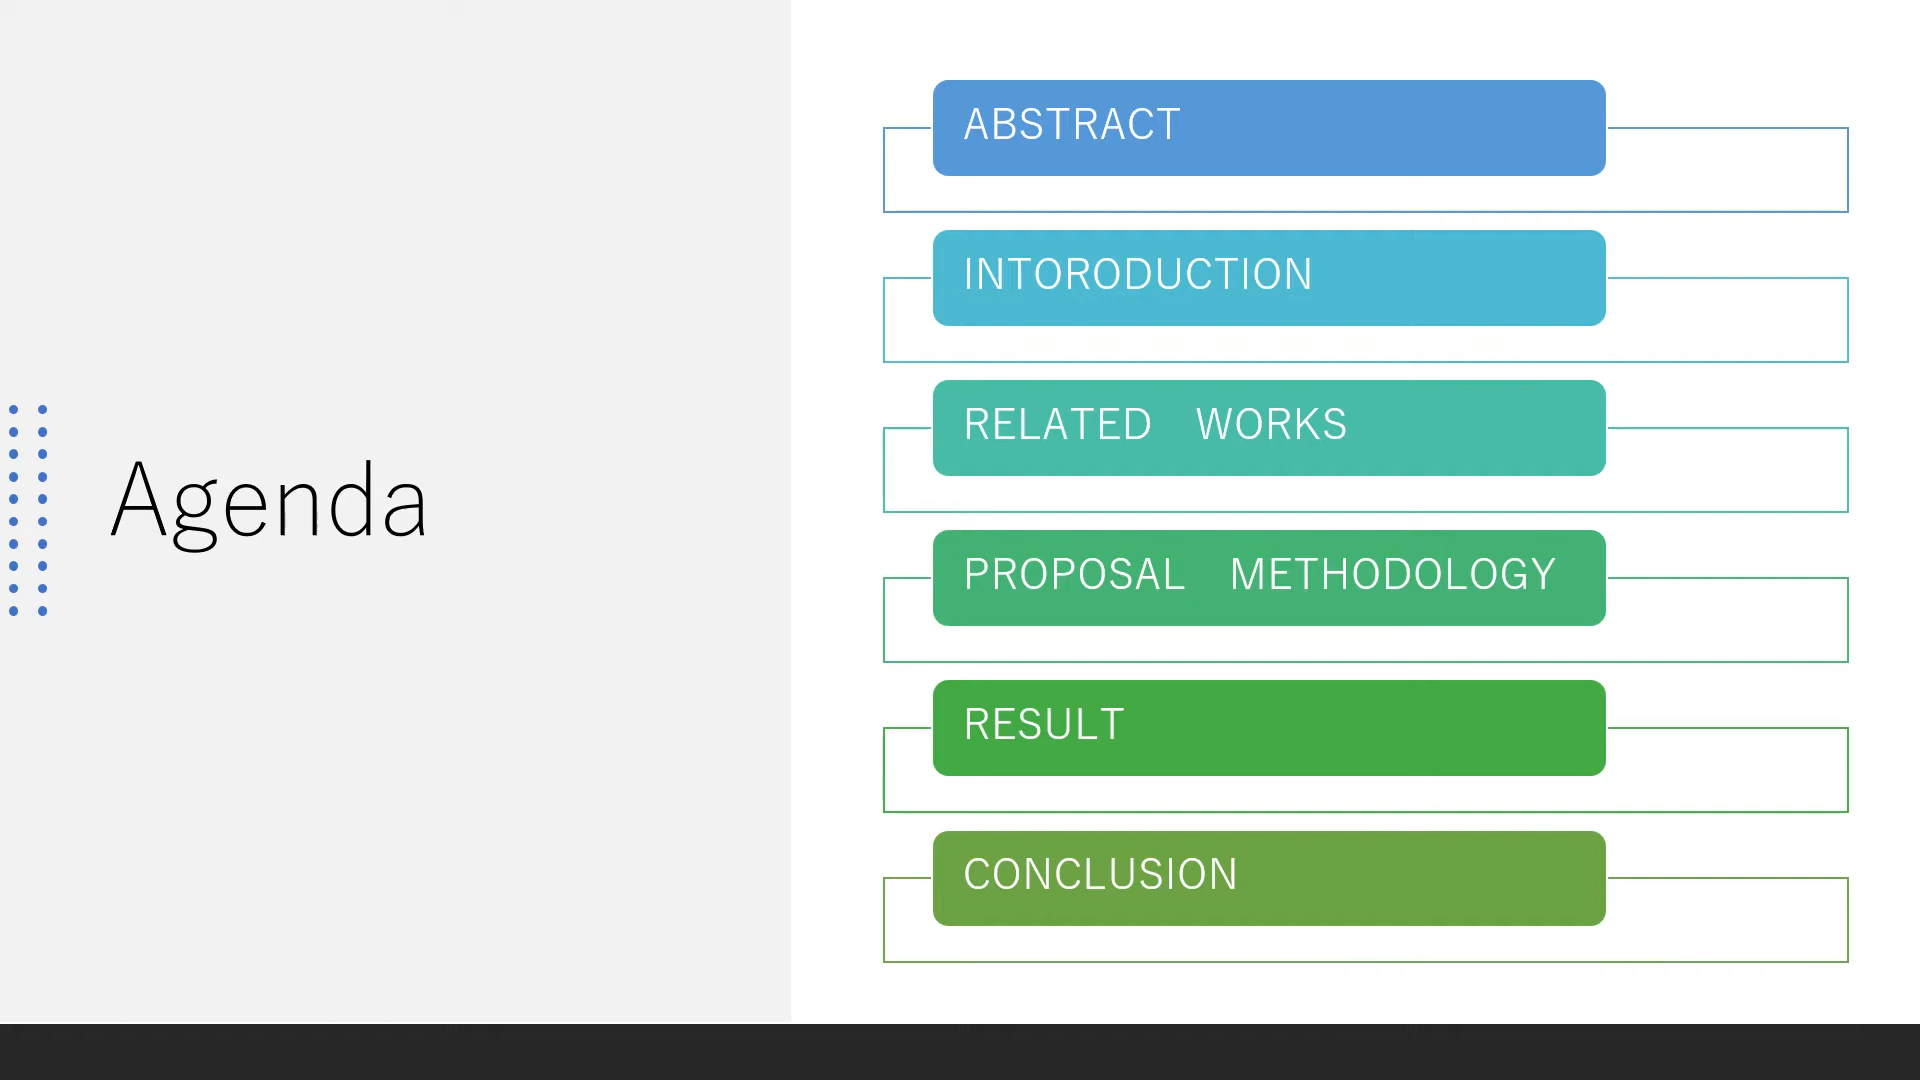 Agenda
ABSTRACT
INTORODUCTION
RELATED　WORKS
PROPOSAL　METHODOLOGY
RESULT
CONCLUSION